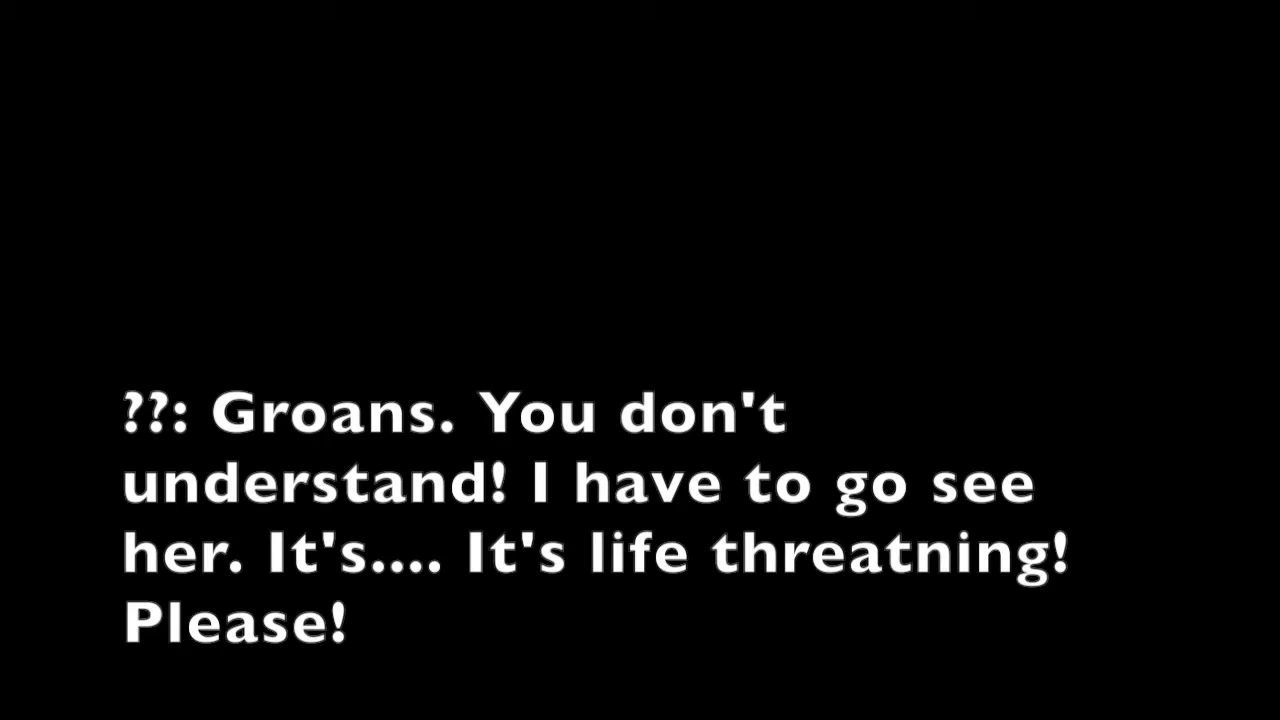 ??: Groans. You don't
understand! I have to go see
her. It's.... It's life threatning!
Please!